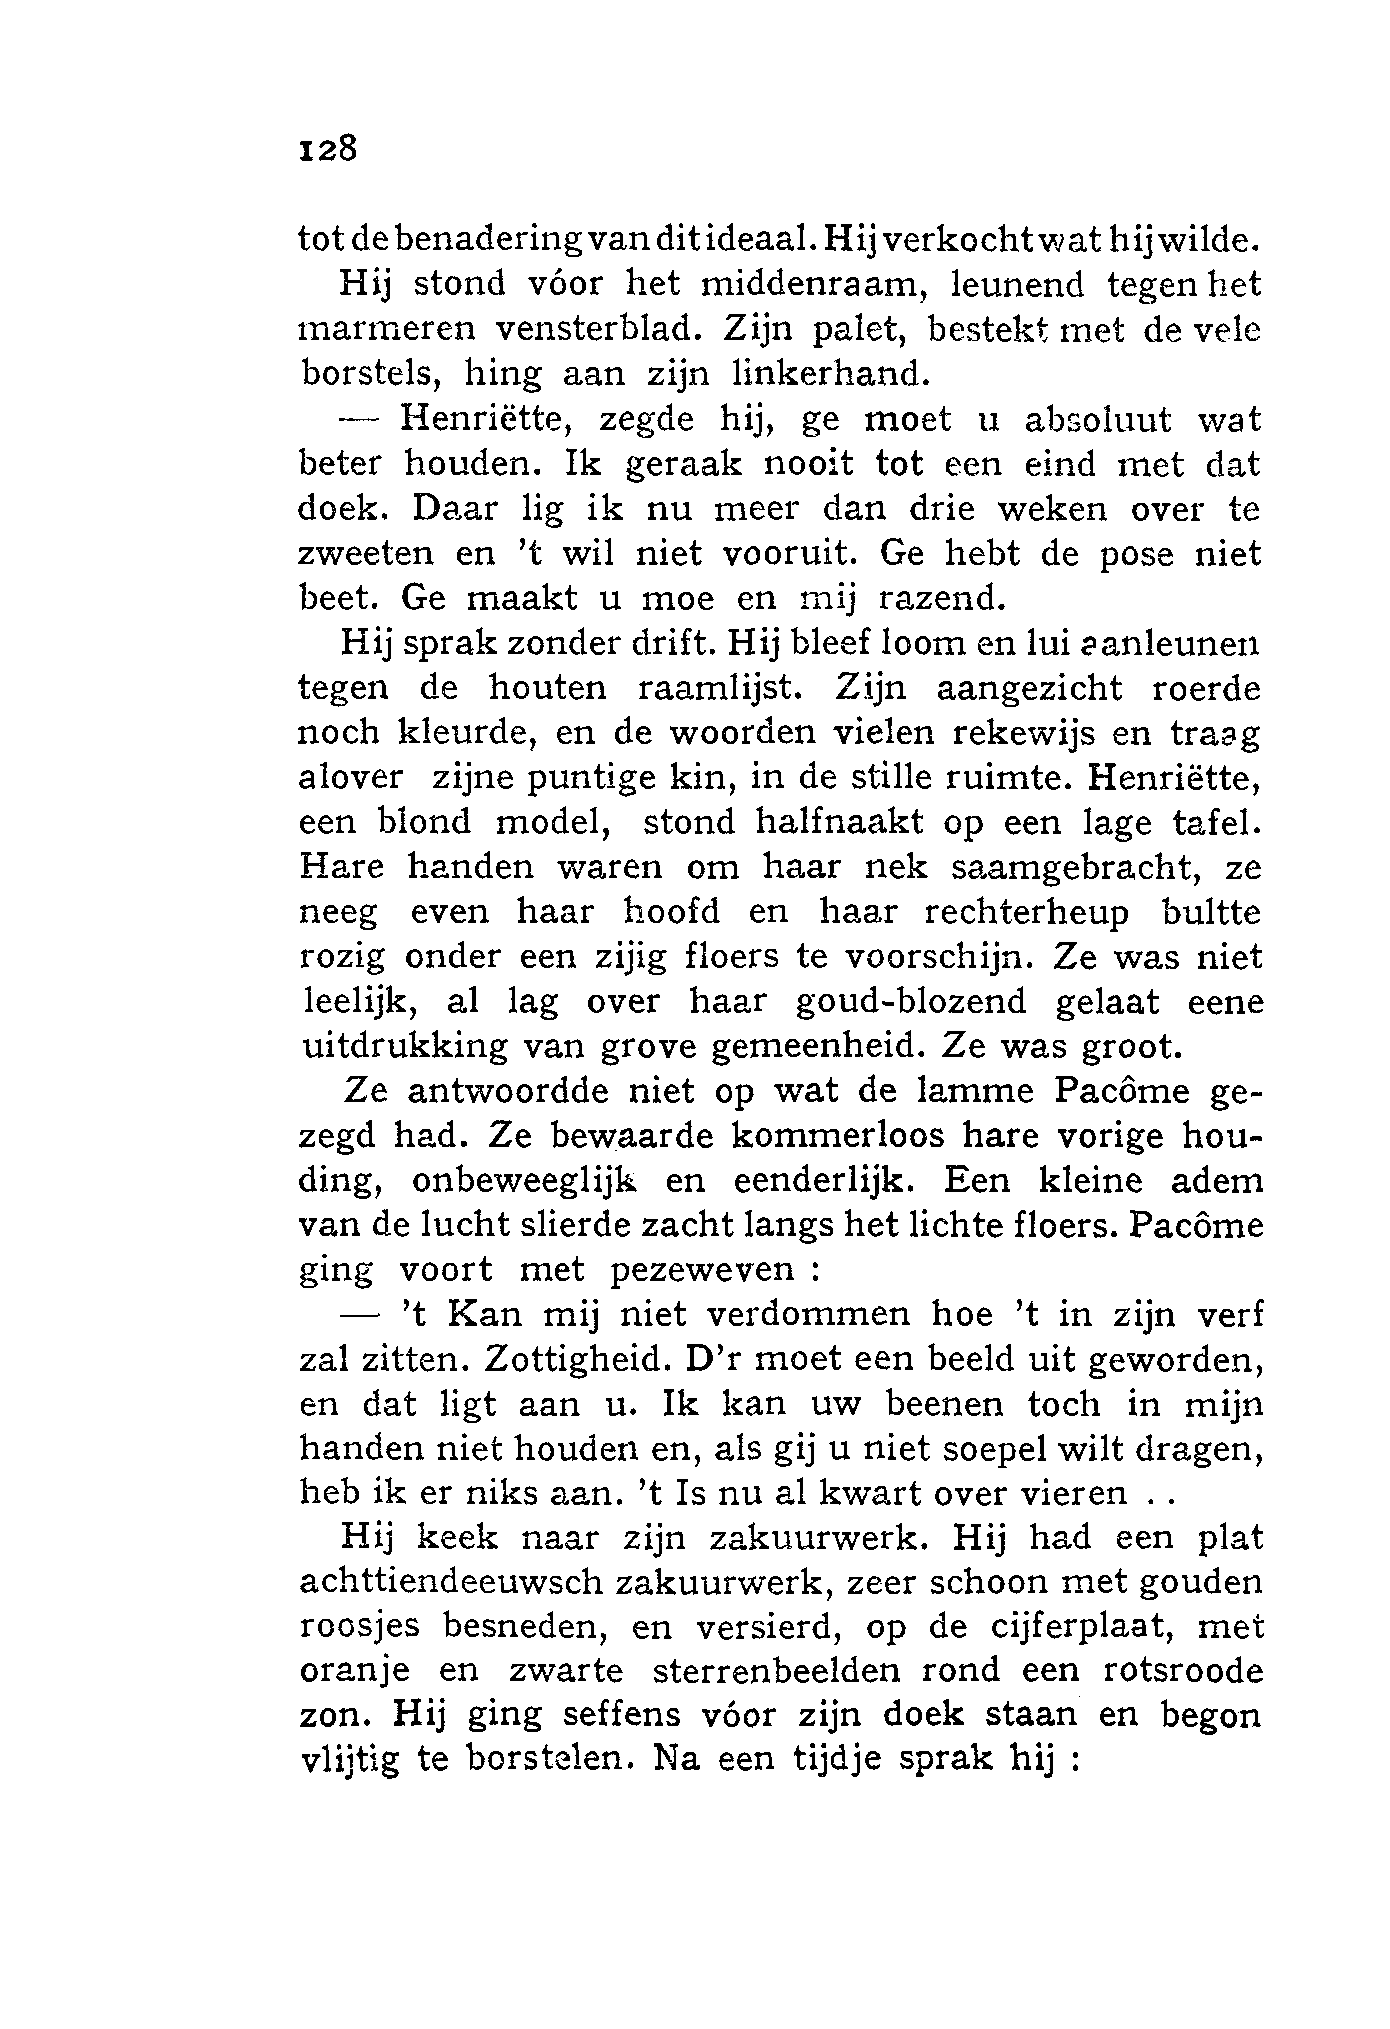 128
tot de benadering van dit ideaal. Hij verkocht wat hij wilde.
Hij stond vóor het middenraam, leunend tegen het
marmeren vensterblad. Zijn palet, bestekt met de vele
borstels, hing aan zijn linkerhand.
— Henriëtte, zegde hij, ge moet u absoluut wat
beter houden. Ik geraak nooit tot een eind met dat
doek. Daar lig ik nu meer dan drie weken over te
zweeten en 't wil niet vooruit. Ge hebt de pose niet
beet. Ge maakt u moe en mij razend.
Hij sprak zonder drift. Hij bleef loom en lui aanleunen
tegen de houten raamlijst. Zijn aangezicht roerde
noch kleurde, en de woorden vielen rekewijs en traag
alover zijne puntige kin, in de stille ruimte. Henriëtte,
een blond model, stond halfnaakt op een lage tafel.
Hare handen waren om haar nek saamgebracht, ze
neeg even haar hoofd en haar rechterheup bultte
rozig onder een zijig floers te voorschijn. Ze was niet
leelijk, al lag over haar goud-blozend gelaat eene
uitdrukking van grove gemeenheid. Ze was groot.
Ze antwoordde niet op wat de lamme Pacôme ge-
zegd had. Ze bewaarde kommerloos hare vorige hou-
ding, onbeweeglijk en eenderlijk. Een kleine adem
van de lucht slierde zacht langs het lichte floers. Pacôme
ging voort met pezeweven :
— 't Kan mij niet verdommen hoe 't in zijn verf
zal zitten. Zottigheid. D'r moet een beeld uit geworden,
en dat ligt aan u. Ik kan uw beenen toch in mijn
handen niet houden en, als gij u niet soepel wilt dragen,
heb ik er niks aan. 't Is nu al kwart over vieren . .
Hij keek naar zijn zakuurwerk. Hij had een plat
achttiendeeuwsch zakuurwerk, zeer schoon met gouden
roosjes besneden, en versierd, op de cijferplaat, met
oranje en zwarte sterrenbeelden rond een rotsroode
zon. Hij ging seffens vóor zijn doek staan en begon
vlijtig te borstelen. Na een tijdje sprak hij :